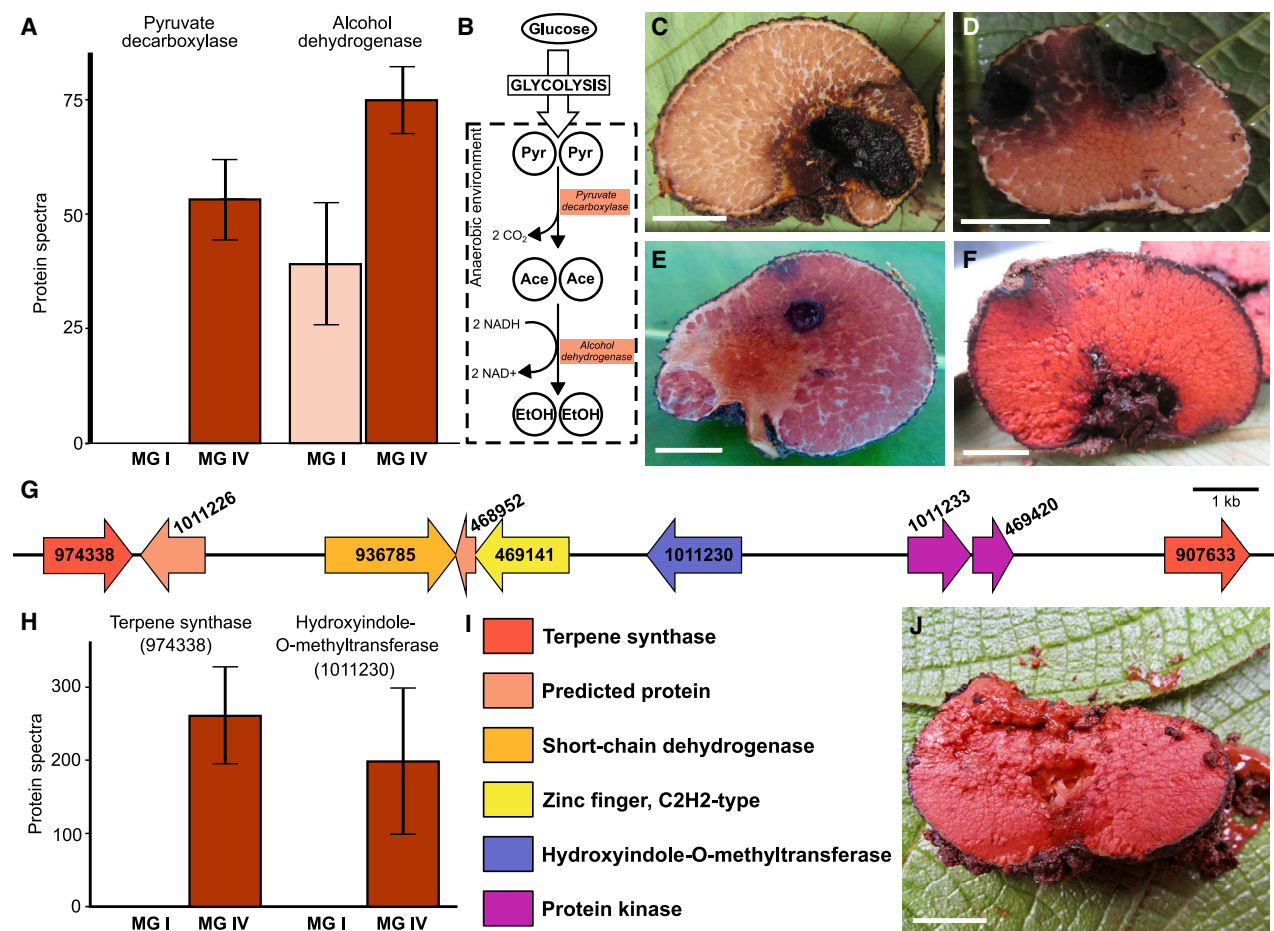 A
Pyruvate
decarboxylase
Alcohol
dehydrogenase
Protein spectra
75
50
25
0
MG I
MG IV
MG I
MG IV
B
Glucose
GLYCOLYSIS
Anaerobic environment
Pyr
Pyr
Pyruvate
decarboxylase
2 CO2
Ace
Ace
2 NADH
Alcohol
dehydrogenase
2 NAD+
EtOH
EtOH
C
D
E
F
G
1 kb
974338
1011226
936785
468952
469141
1011230
1011233
469420
907633
H
Terpene synthase
(974338)
Hydroxyindole-
O-methyltransferase
(1011230)
Protein spectra
300
200
100
0
MG I
MG IV
MG I
MG IV
I
Terpene synthase
Predicted protein
Short-chain dehydrogenase
Zinc finger, C2H2-type
Hydroxyindole-O-methyltransferase
Protein kinase
J